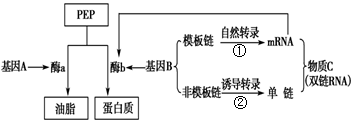 PEP
模板链 自然转录 ① mRNA
基因A 酶a 酶b 基因B 物质C
(双链RNA)
非模板链 诱导转录 ② 单 链
油脂 蛋白质